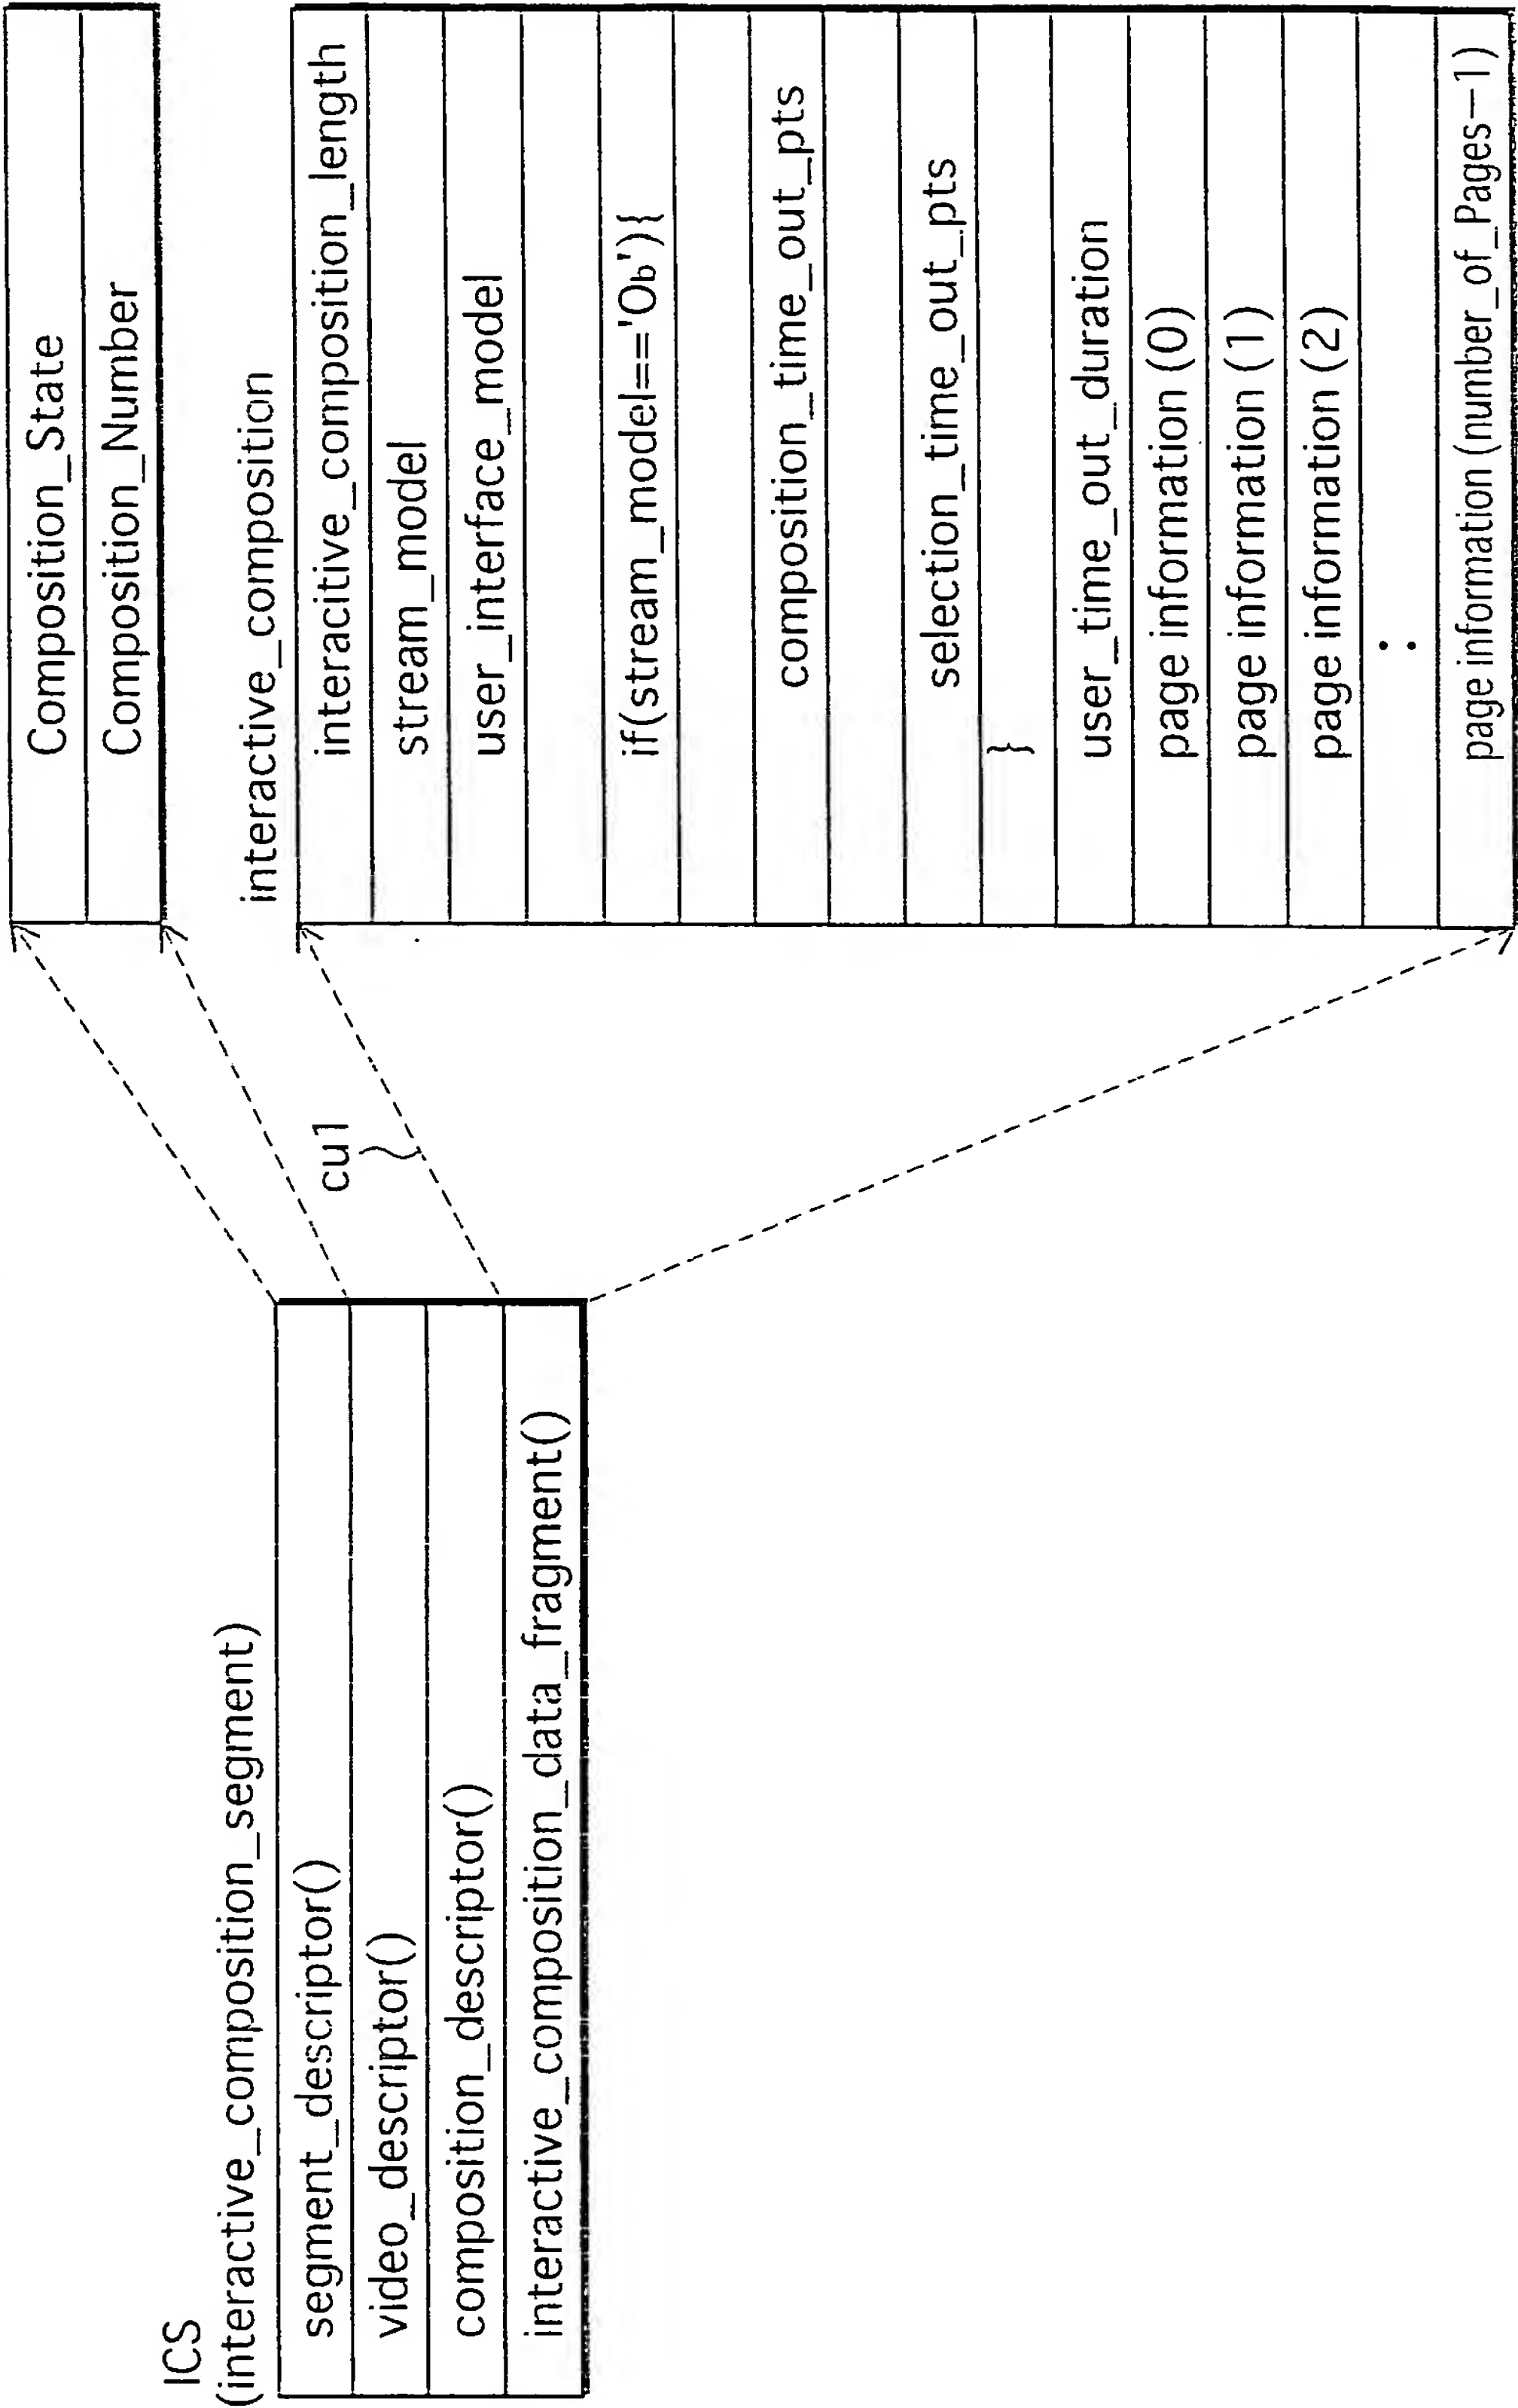 ICS
(interactive_composition_segment)
segment_descriptor()
video_descriptor()
composition_descriptor()
interactive_composition_data_fragment()
cu1
Composition_State
Composition_Number
interactive_composition
interacitive_composition_length
stream_model
user_interface_model
if(stream_model=='0b'){
composition_time_out_pts
selection_time_out_pts
}
user_time_out_duration
page information (0)
page information (1)
page information (2)
:
page information (number_of_Pages−1)